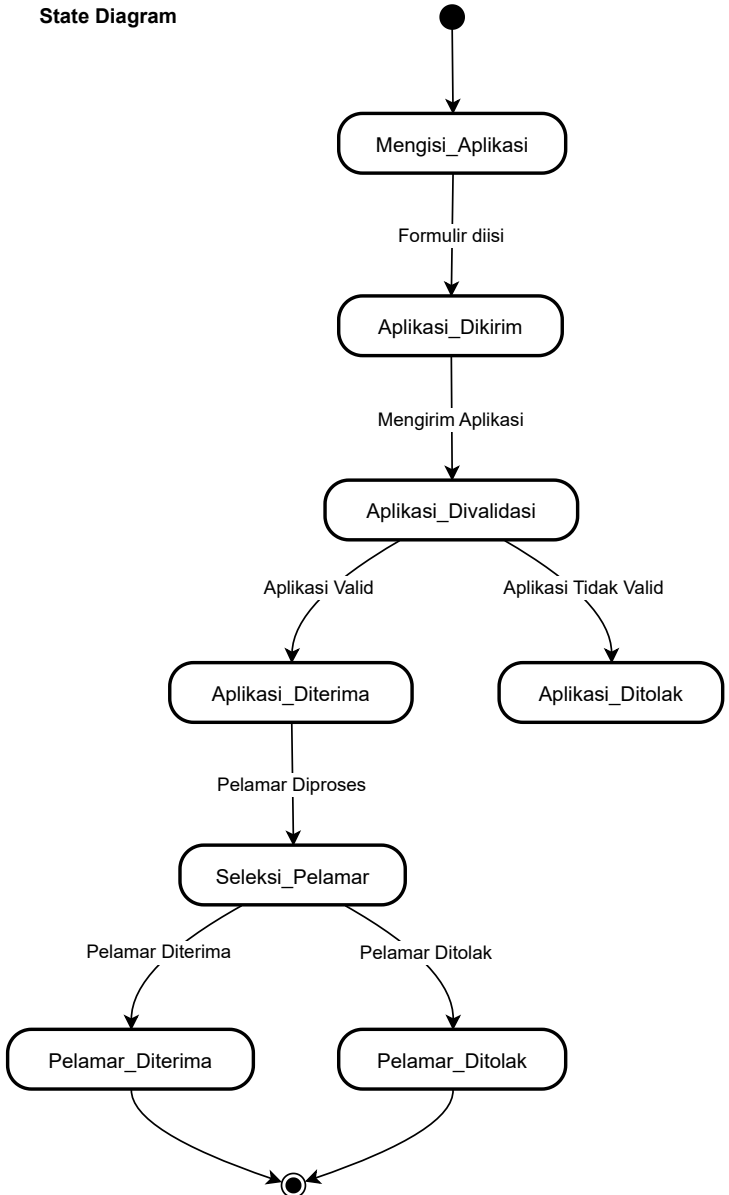 State Diagram
Mengisi_Aplikasi
Formulir diisi
Aplikasi_Dikirim
Mengirim Aplikasi
Aplikasi_Divalidasi
Aplikasi Valid
Aplikasi Tidak Valid
Aplikasi_Diterima
Aplikasi_Ditolak
Pelamar Diproses
Seleksi_Pelamar
Pelamar Diterima
Pelamar Ditolak
Pelamar_Diterima
Pelamar_Ditolak